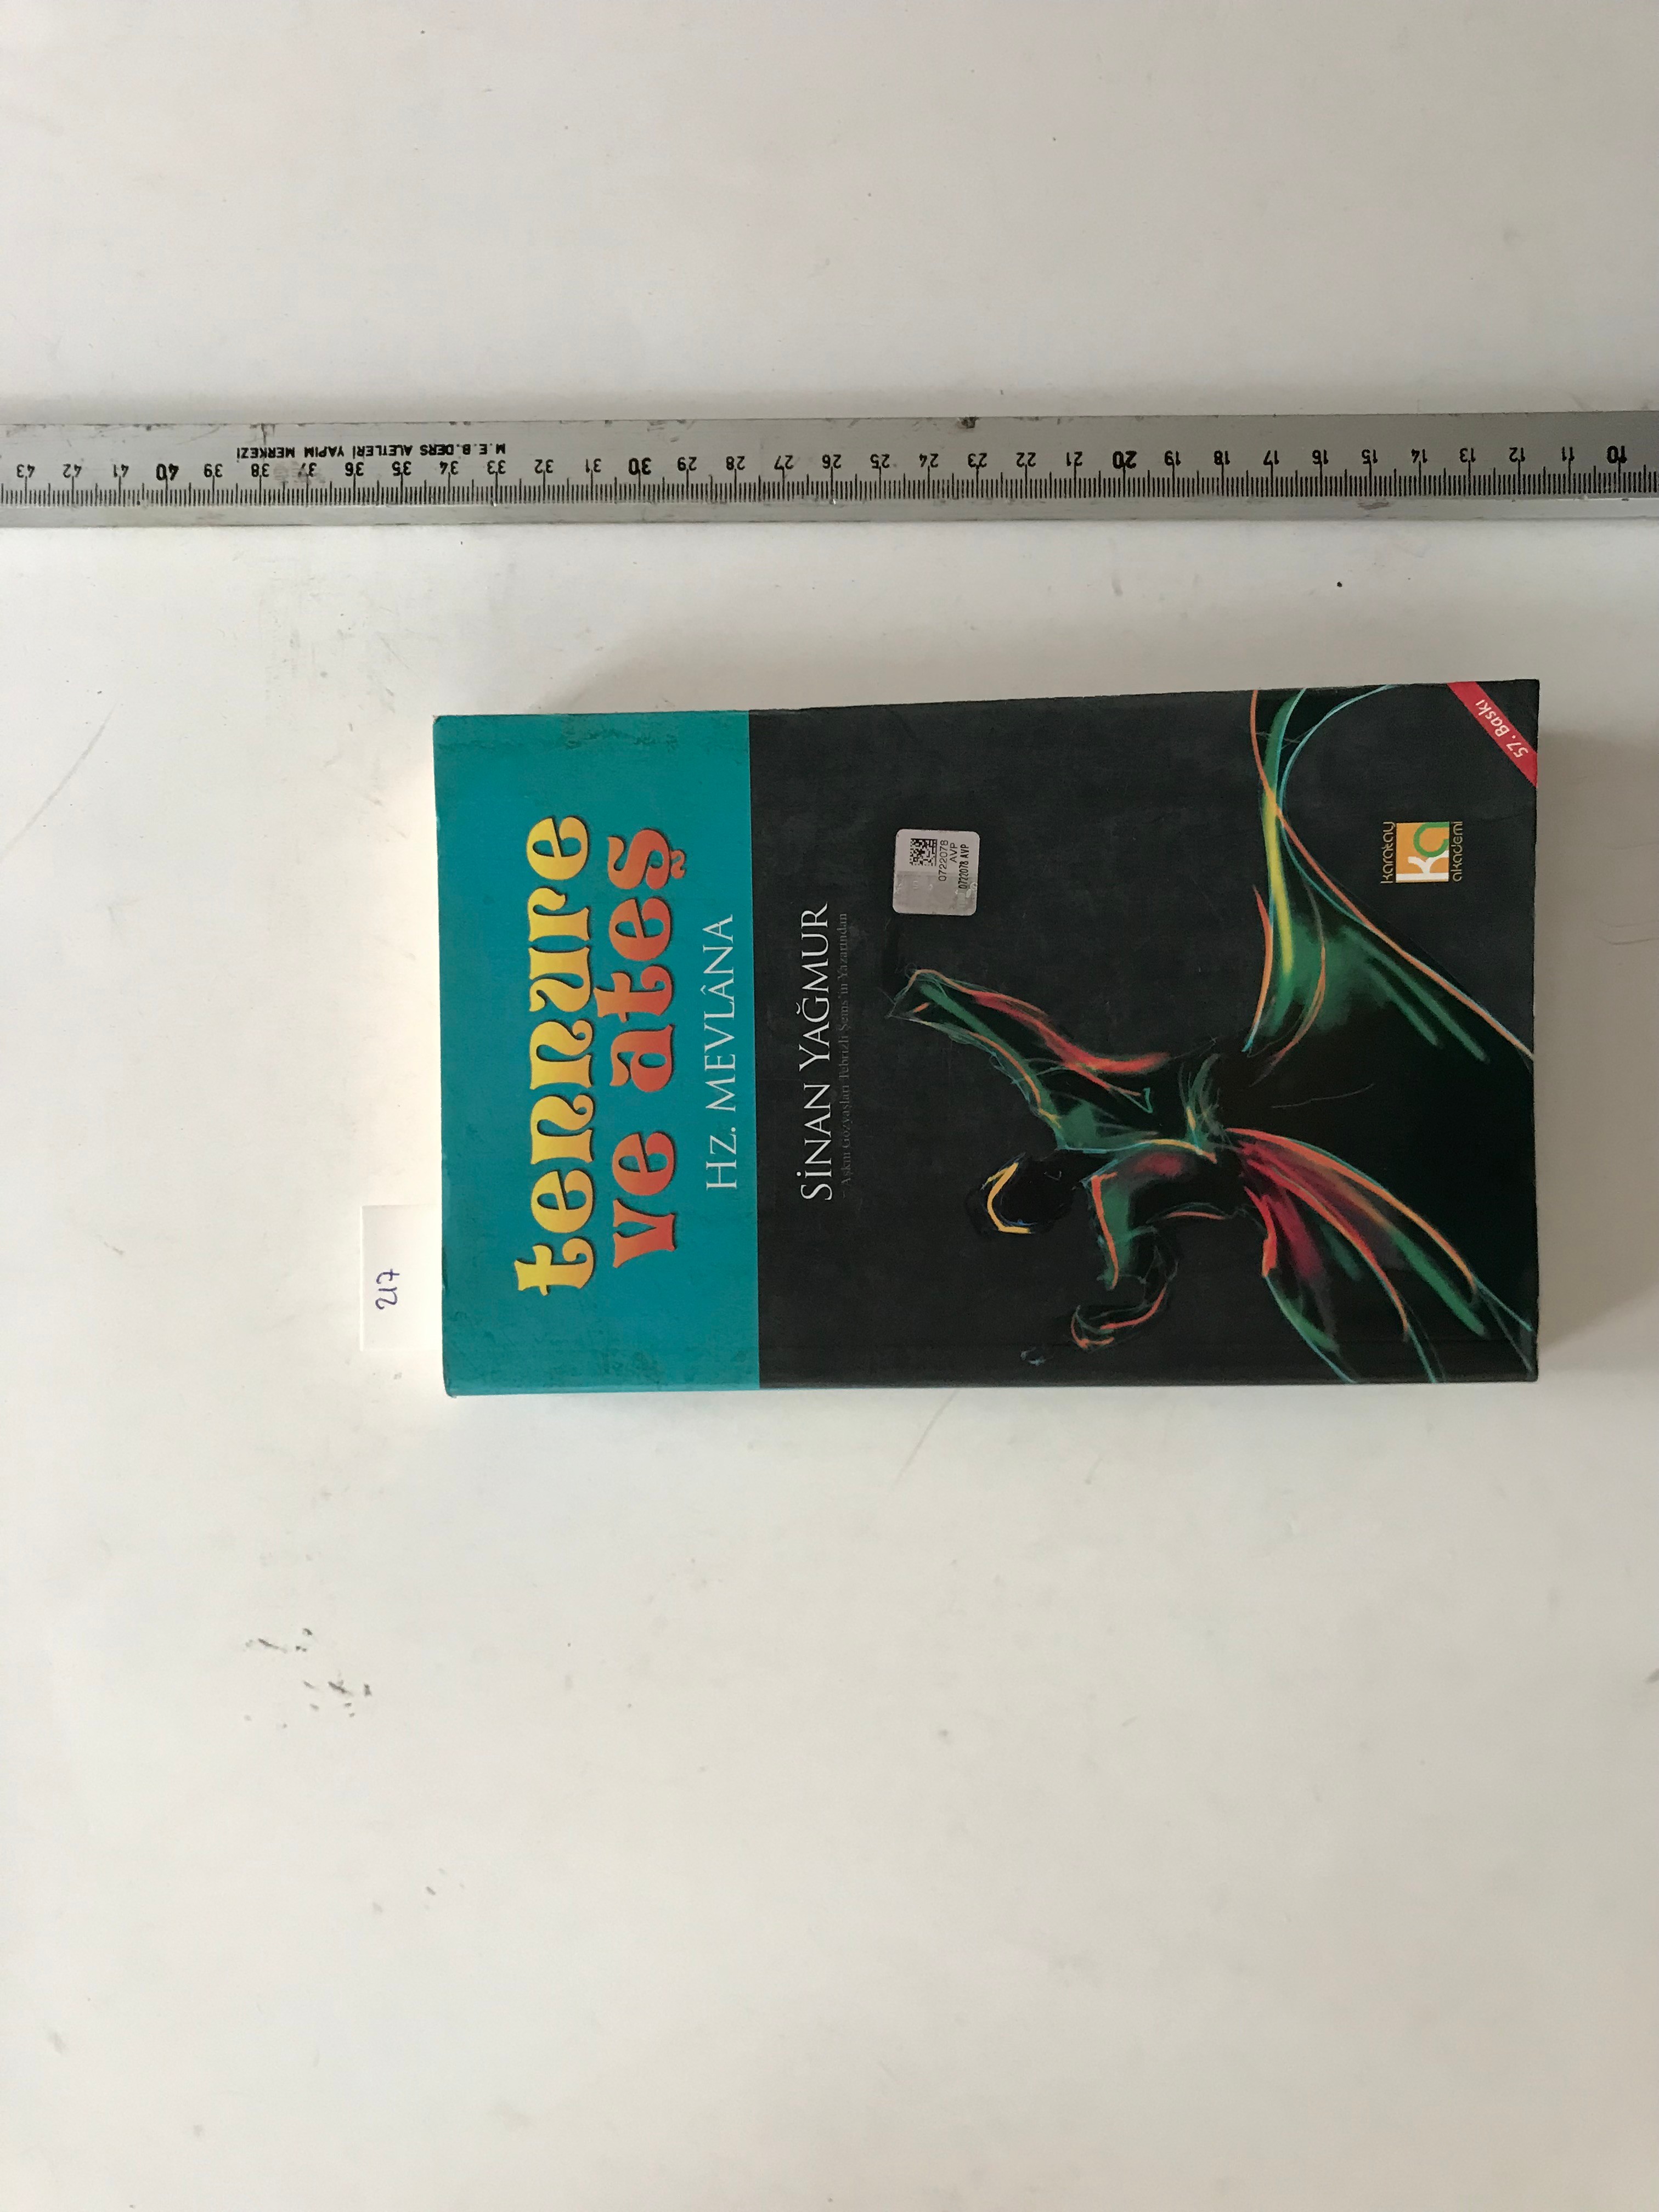 43 42 41 40 39 38 37 36 35 34 33 32 31 30 29 28 27 26 25 24 23 22 21 20 19 18 17 16 15 14 13 12 11 10
M.E.B. DERS ALETLERİ YAPIM MERKEZİ
217
tennure
ve ateş
HZ. MEVLÂNA
SİNAN YAĞMUR
Aşkın Gözyaşları Tebrizli Şems'in Yazarından
0722078
AVP
0722078 AVP
karatay
ka
akademi
57. Baskı